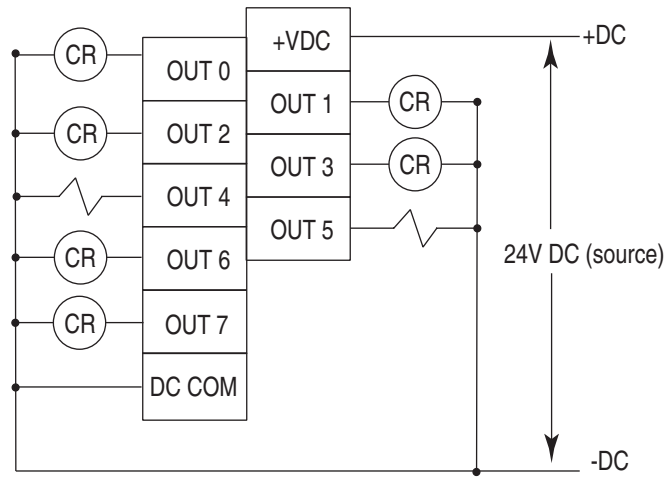 +VDC
+DC
CR
OUT 0
OUT 1
CR
CR
OUT 2
OUT 3
CR
OUT 4
OUT 5
24V DC (source)
CR
OUT 6
CR
OUT 7
DC COM
-DC